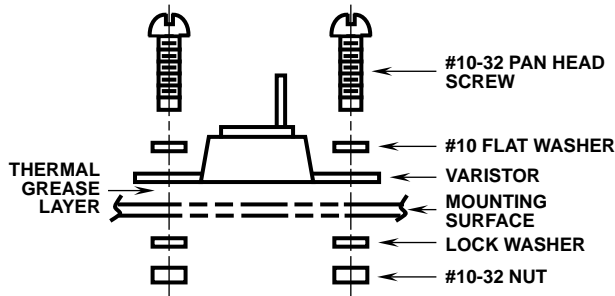 #10-32 PAN HEAD
SCREW
#10 FLAT WASHER
VARISTOR
THERMAL
GREASE
LAYER
MOUNTING
SURFACE
LOCK WASHER
#10-32 NUT